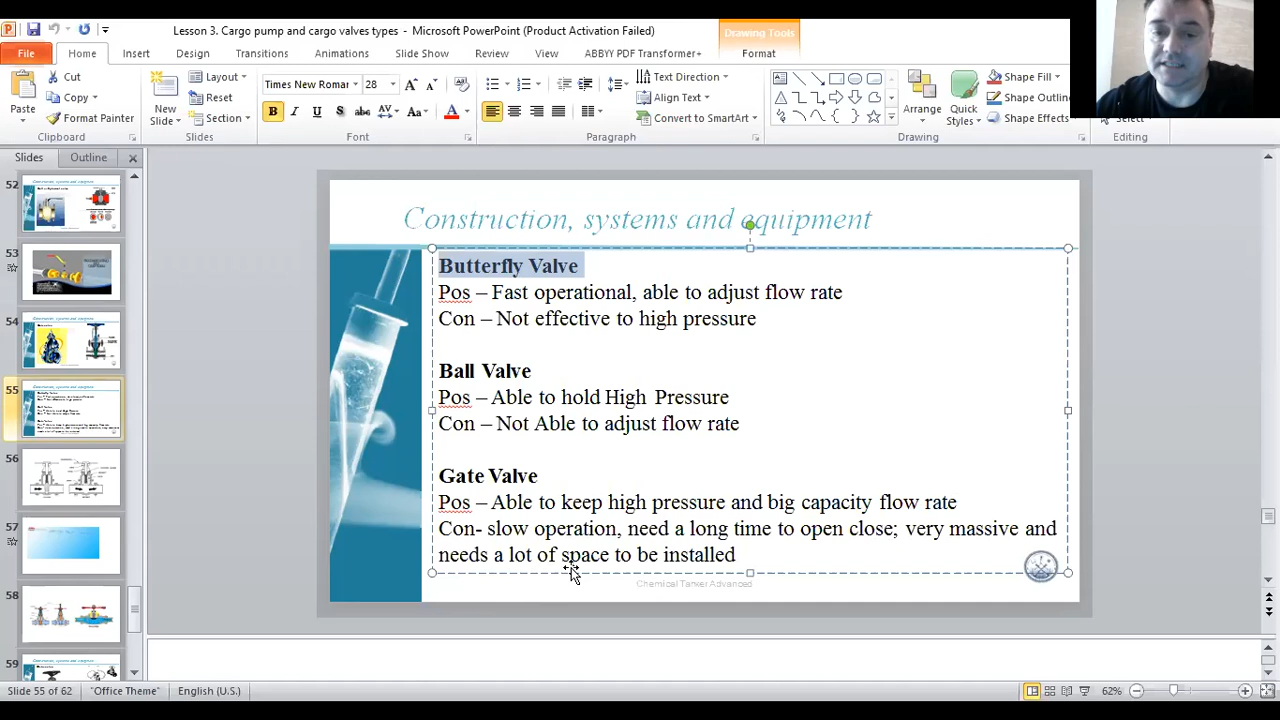 Lesson 3. Cargo pump and cargo valves types - Microsoft PowerPoint (Product Activation Failed)
Drawing Tools
File Home Insert Design Transitions Animations Slide Show Review View ABBYY PDF Transformer+ Format
Paste
Cut
Copy
Format Painter
Clipboard
New Slide
Layout
Reset
Section
Slides
Times New Roman 28
B I U S abc AV Aa A
Font
Text Direction
Align Text
Convert to SmartArt
Paragraph
Arrange
Quick Styles
Shape Fill
Shape Outline
Shape Effects
Drawing
Editing
Slides Outline
52
53
54
55
56
57
58
59
Construction, systems and equipment
Butterfly Valve
Pos – Fast operational, able to adjust flow rate
Con – Not effective to high pressure
Ball Valve
Pos – Able to hold High Pressure
Con – Not Able to adjust flow rate
Gate Valve
Pos – Able to keep high pressure and big capacity flow rate
Con- slow operation, need a long time to open close; very massive and
needs a lot of space to be installed
Chemical Tanker Advanced
Slide 55 of 62 "Office Theme" English (U.S.) 62%